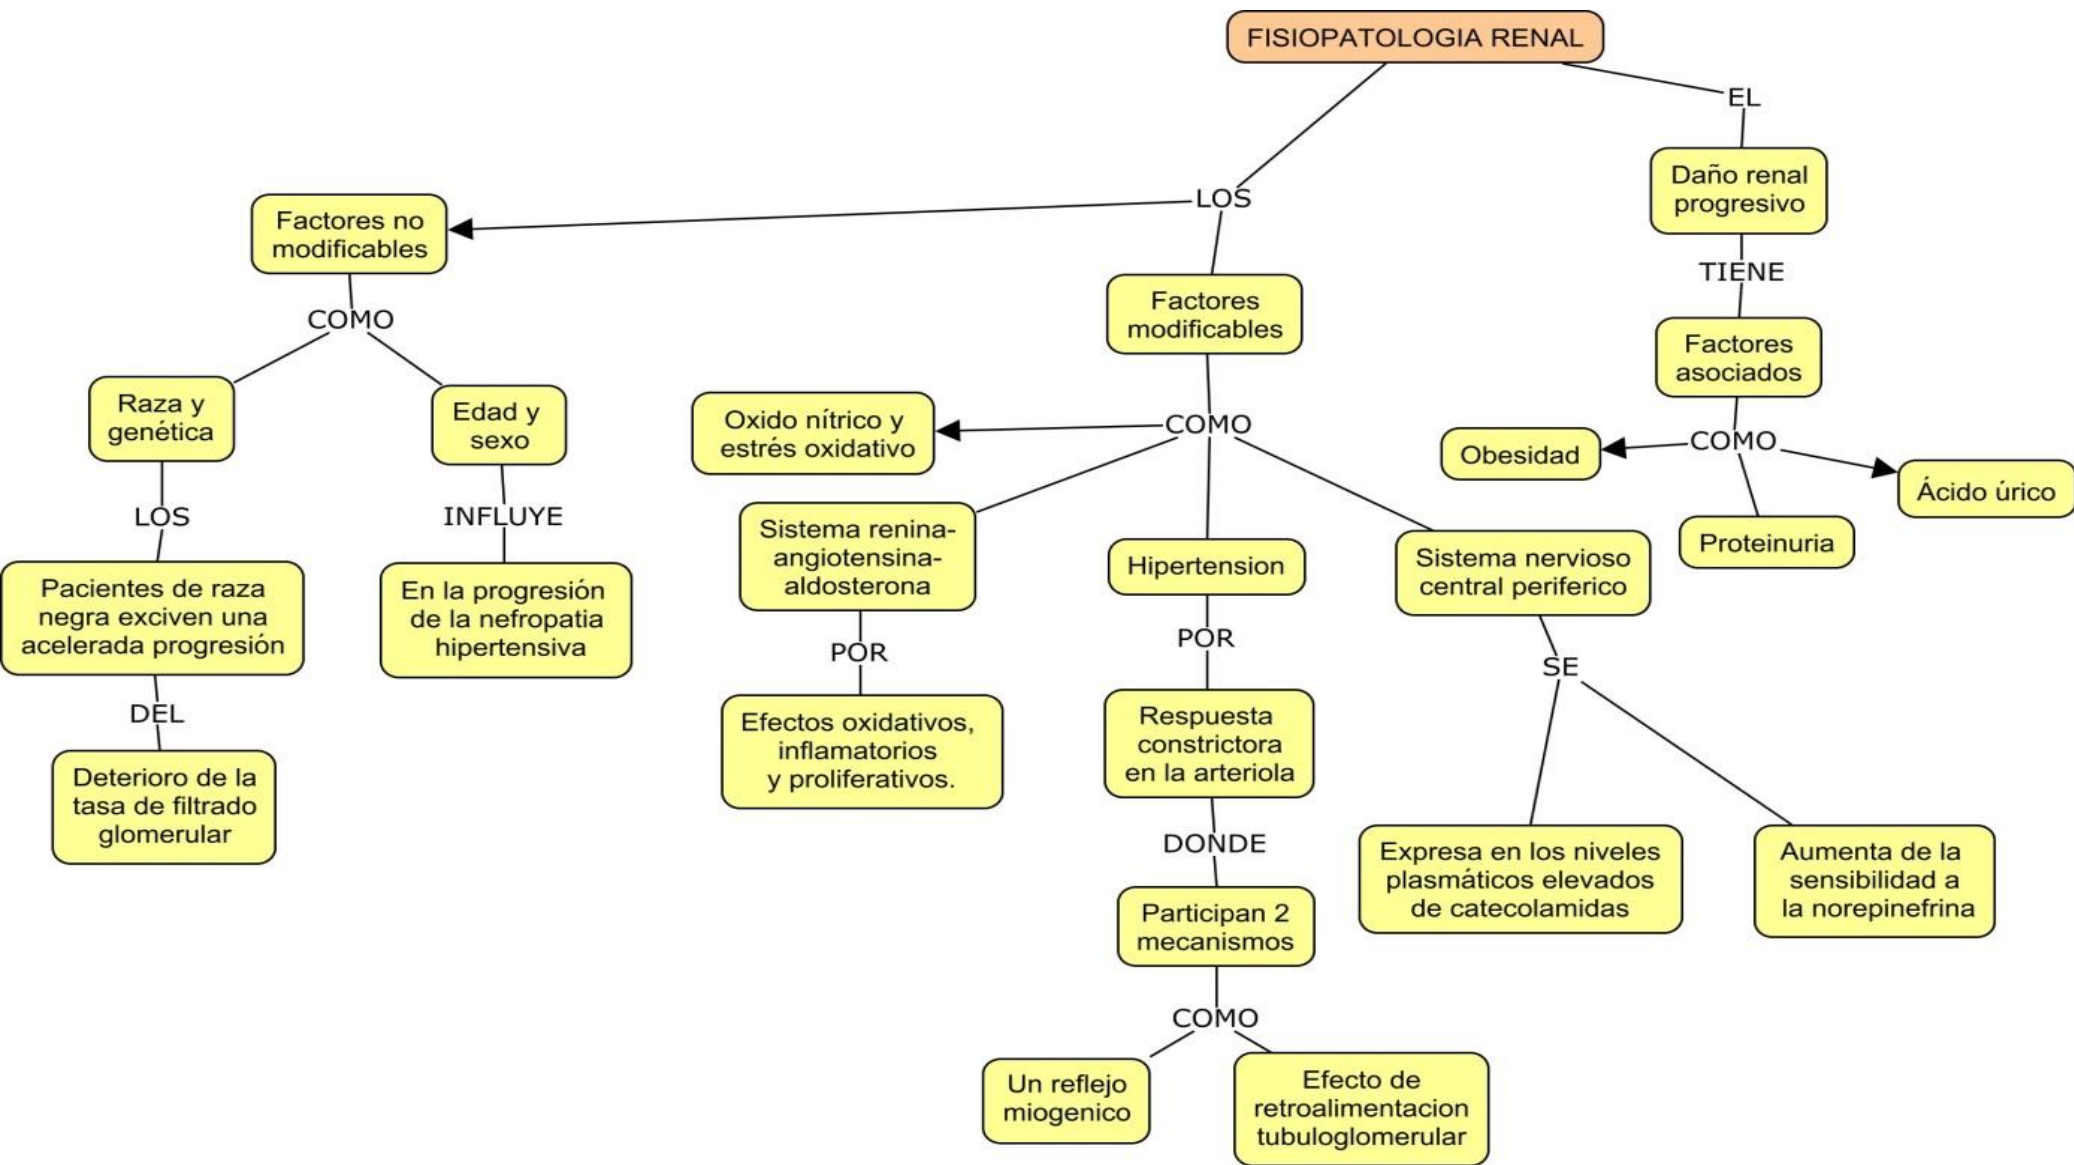 FISIOPATOLOGIA RENAL
EL
Daño renal
progresivo
TIENE
Factores
asociados
COMO
Obesidad
Proteinuria
Ácido úrico
LOS
Factores no
modificables
COMO
Raza y
genética
LOS
Pacientes de raza
negra exciven una
acelerada progresión
DEL
Deterioro de la
tasa de filtrado
glomerular
Edad y
sexo
INFLUYE
En la progresión
de la nefropatia
hipertensiva
Factores
modificables
COMO
Oxido nítrico y
estrés oxidativo
Sistema renina-
angiotensina-
aldosterona
POR
Efectos oxidativos,
inflamatorios
y proliferativos.
Hipertension
POR
Respuesta
constrictora
en la arteriola
DONDE
Participan 2
mecanismos
COMO
Un reflejo
miogenico
Efecto de
retroalimentacion
tubuloglomerular
Sistema nervioso
central periferico
SE
Expresa en los niveles
plasmáticos elevados
de catecolamidas
Aumenta de la
sensibilidad a
la norepinefrina